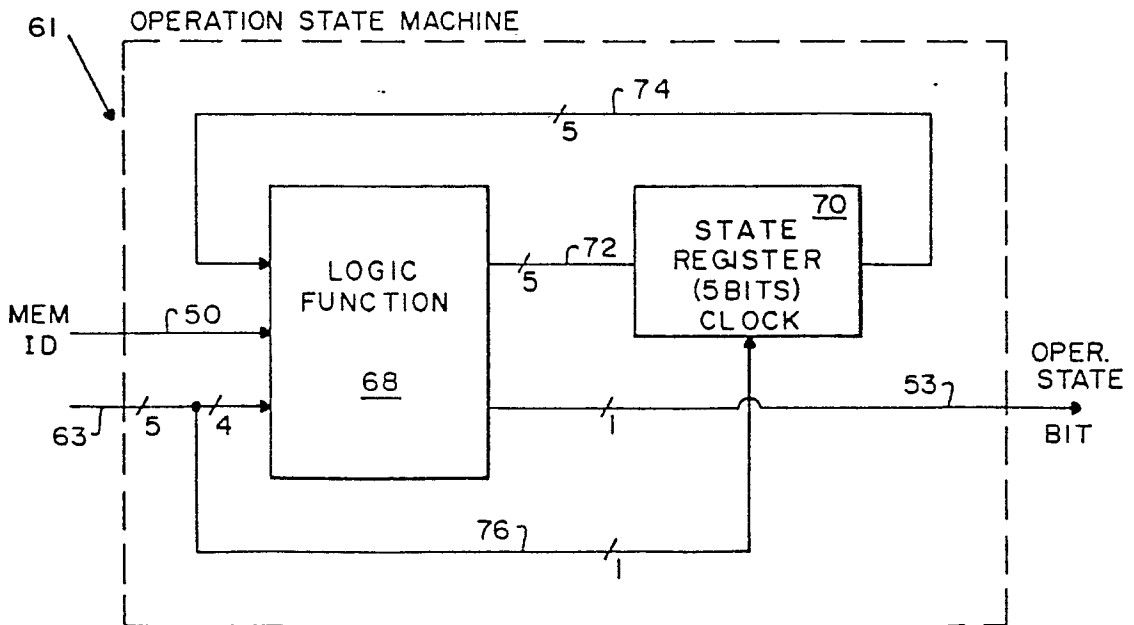 OPERATION STATE MACHINE
61
74
5
70
STATE
REGISTER
(5BITS)
CLOCK
72
5
LOGIC
FUNCTION
68
MEM
ID
50
63
5
4
53
1
OPER.
STATE
BIT
76
1